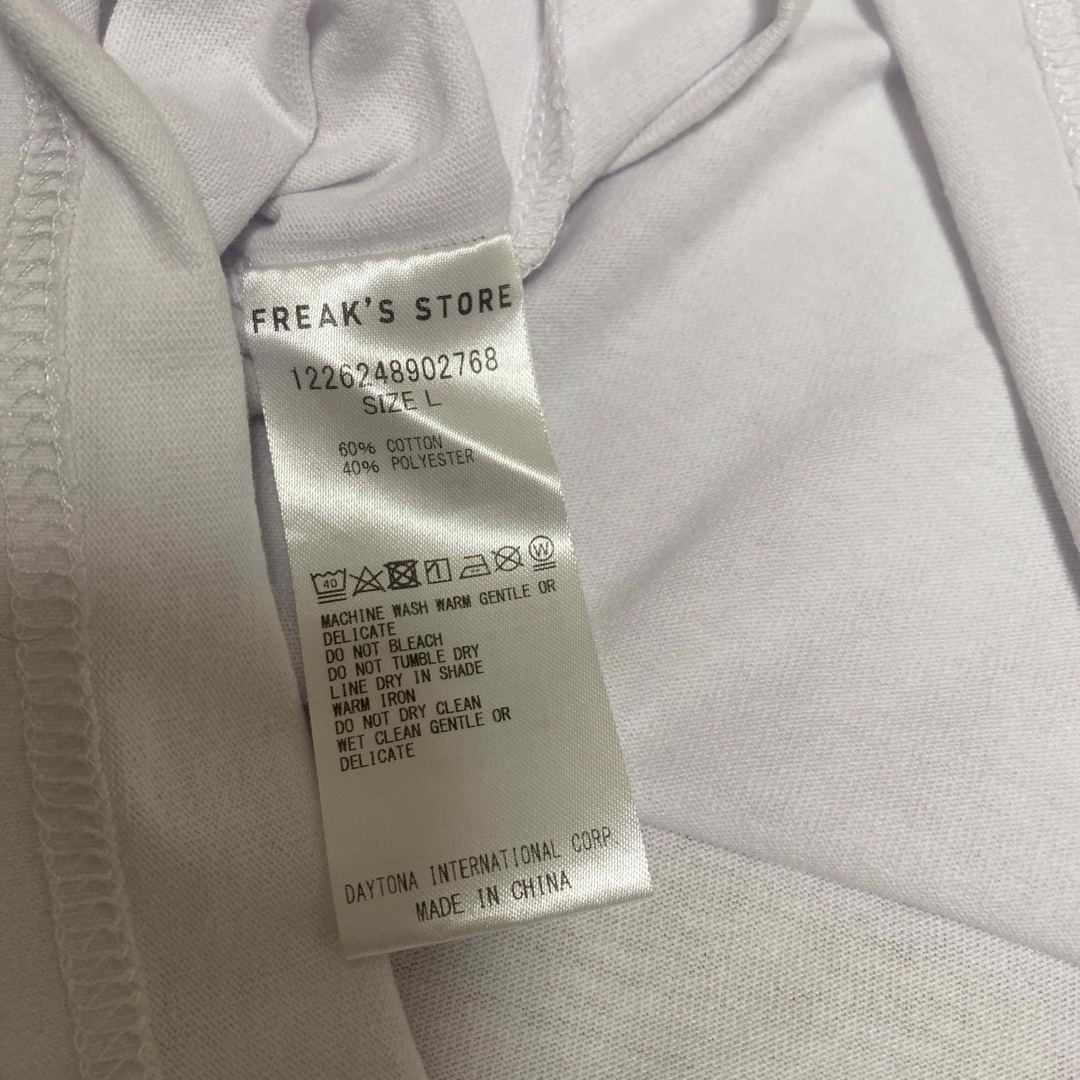 FREAK'S STORE
1226248902768
SIZE L
60% COTTON
40% POLYESTER
40 W
MACHINE WASH WARM GENTLE OR
DELICATE
DO NOT BLEACH
DO NOT TUMBLE DRY
LINE DRY IN SHADE
WARM IRON
DO NOT DRY CLEAN
WET CLEAN GENTLE OR
DELICATE
DAYTONA INTERNATIONAL CORP.
MADE IN CHINA